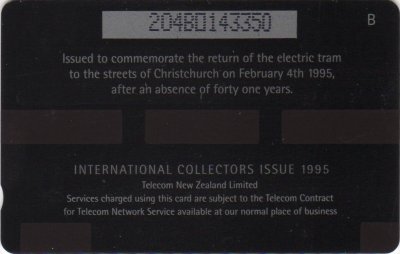 204BD143350
B
Issued to commemorate the return of the electric tram
to the streets of Christchurch on February 4th 1995,
after an absence of forty one years.
INTERNATIONAL COLLECTORS ISSUE 1995
Telecom New Zealand Limited
Services charged using this card are subject to the Telecom Contract
for Telecom Network Service available at our normal place of business